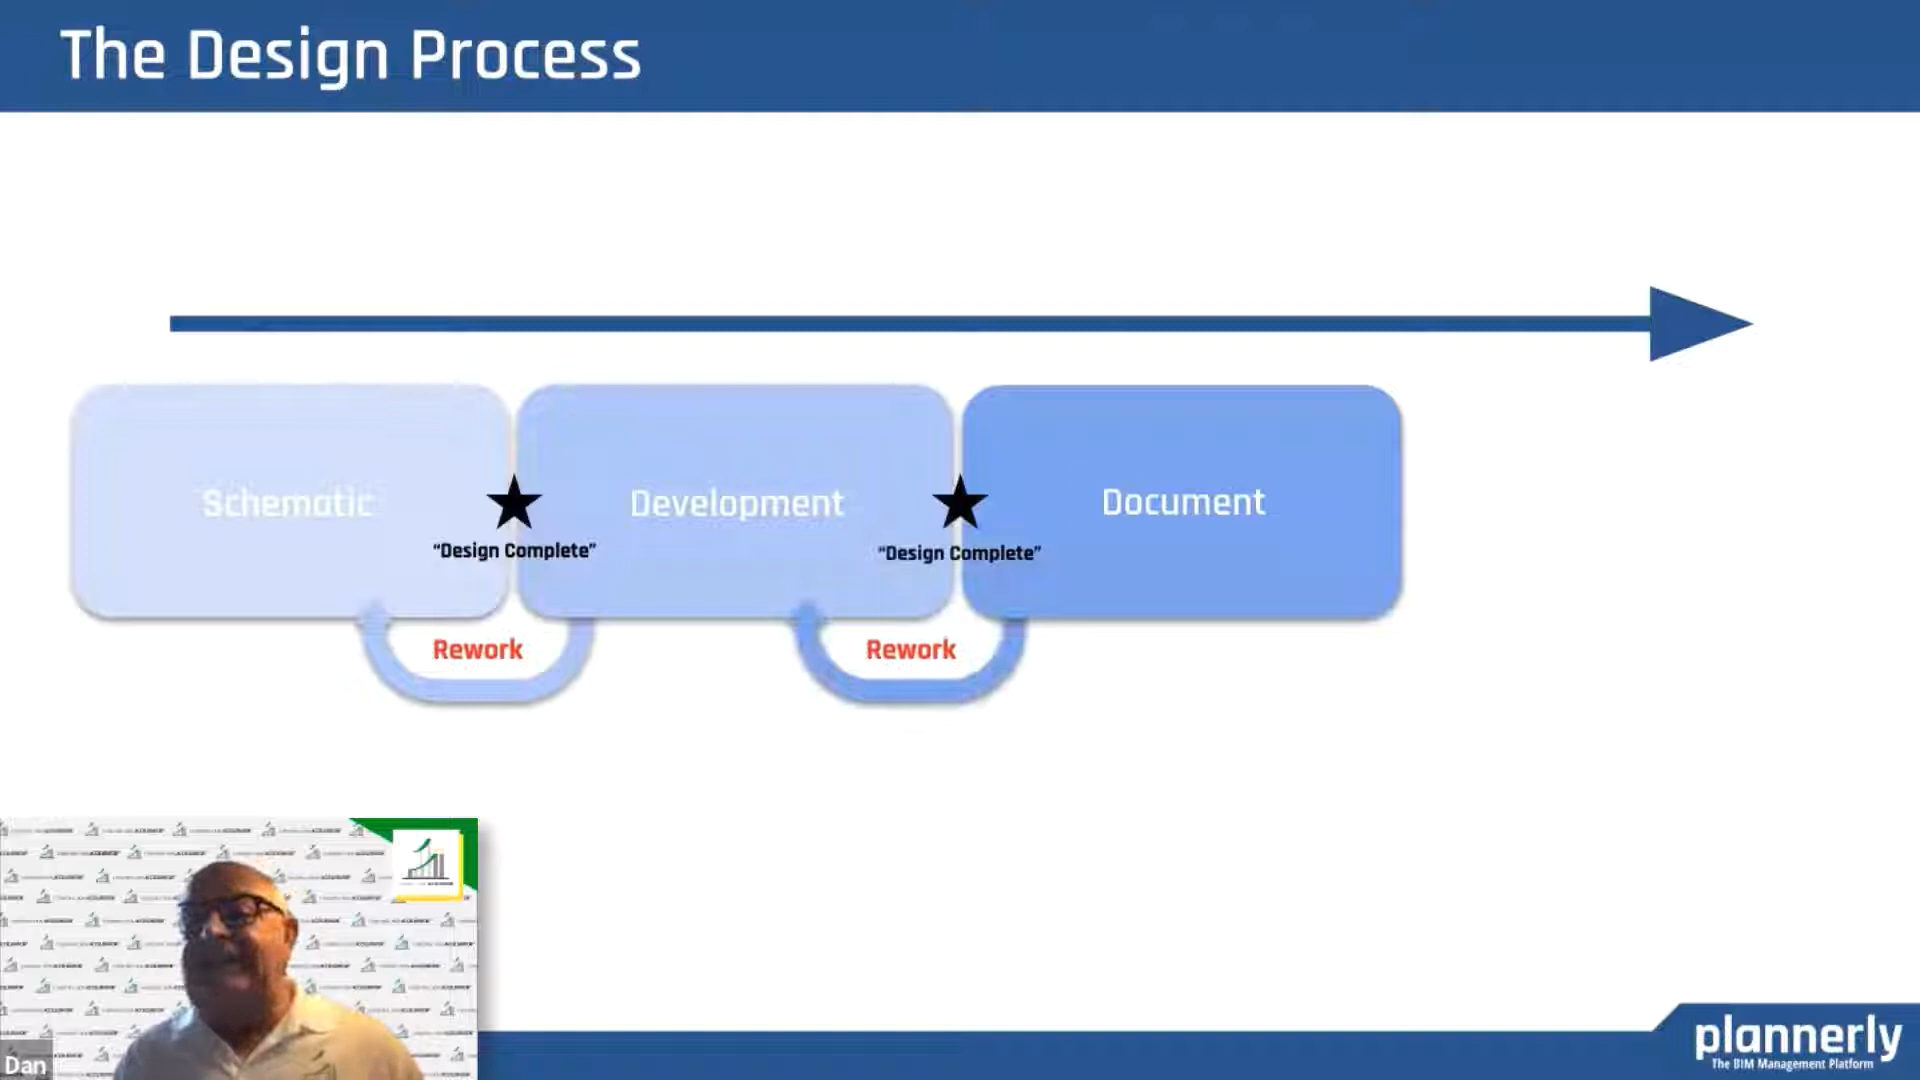 The Design Process
Schematic
Development
Document
"Design Complete"
"Design Complete"
Rework
Rework
Dan
plannerly
The BIM Management Platform